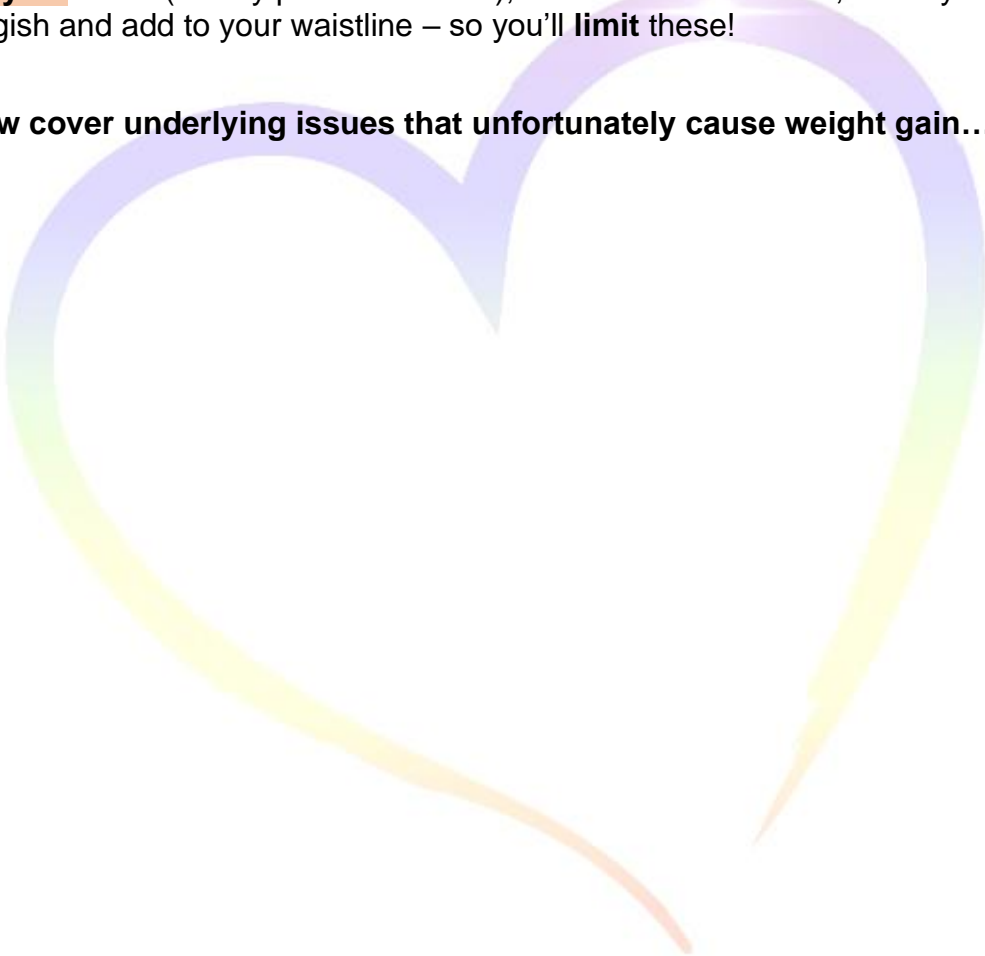 gish and add to your waistline – so you'll limit these!
w cover underlying issues that unfortunately cause weight gain…